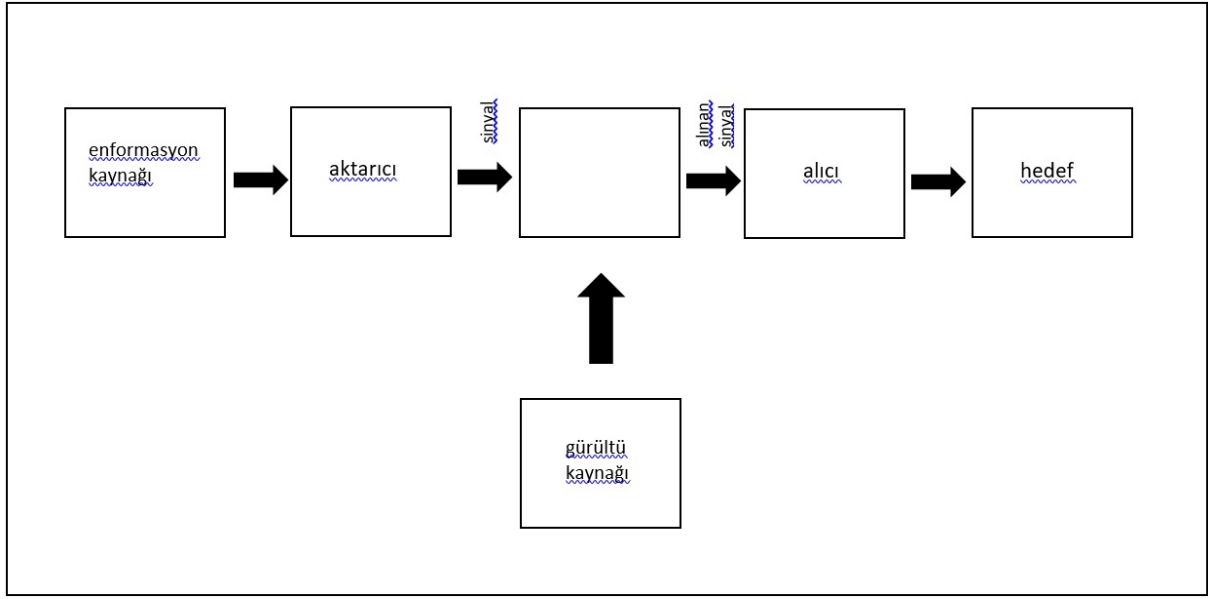 enformasyon
kaynağı
aktarıcı
sinyal
alınan
sinyal
alıcı
hedef
gürültü
kaynağı